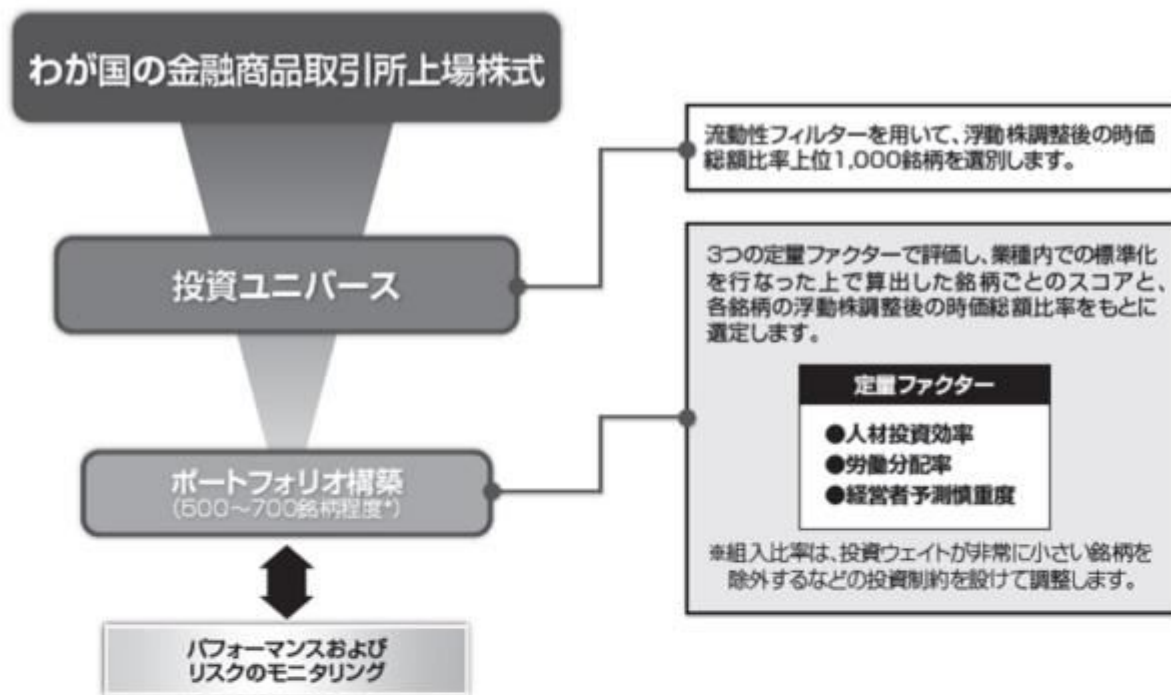 わが国の金融商品取引所上場株式
流動性フィルターを用いて、浮動株調整後の時価
総額比率上位1,000銘柄を選別します。
投資ユニバース
3つの定量ファクターで評価し、業種内での標準化
を行なった上で算出した銘柄ごとのスコアと、
各銘柄の浮動株調整後の時価総額比率をもとに
選定します。
定量ファクター
●人材投資効率
●労働分配率
●経営者予測慎重度
ポートフォリオ構築
(500～700銘柄程度*)
※組入比率は、投資ウェイトが非常に小さい銘柄を
除外するなどの投資制約を設けて調整します。
パフォーマンスおよび
リスクのモニタリング